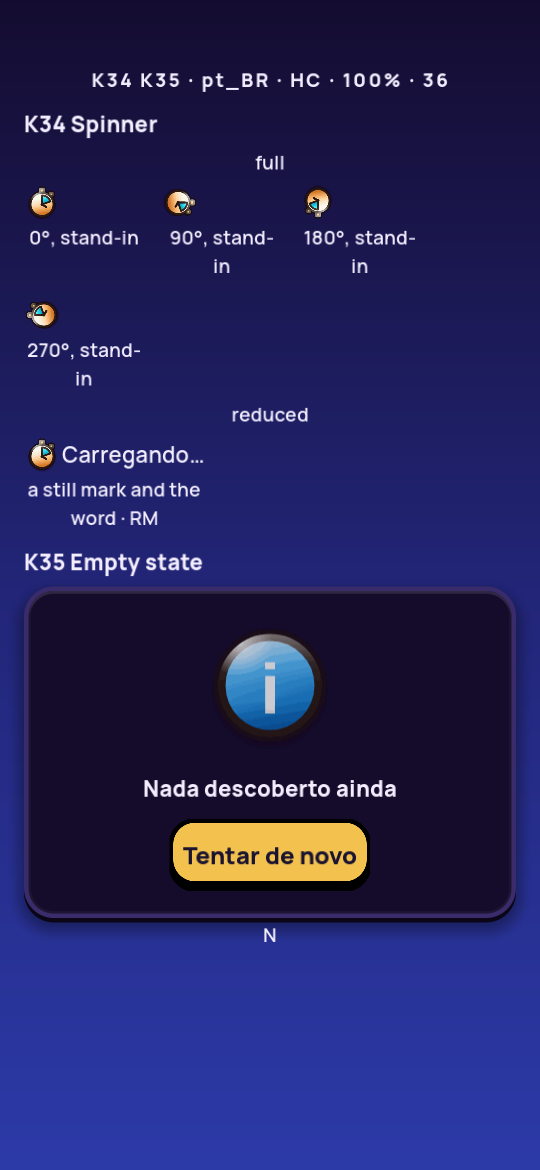 K34 K35 · pt_BR · HC · 100% · 36
K34 Spinner
full
0°, stand-in
90°, stand-
in
180°, stand-
in
270°, stand-
in
reduced
Carregando…
a still mark and the
word · RM
K35 Empty state
i
Nada descoberto ainda
Tentar de novo
N